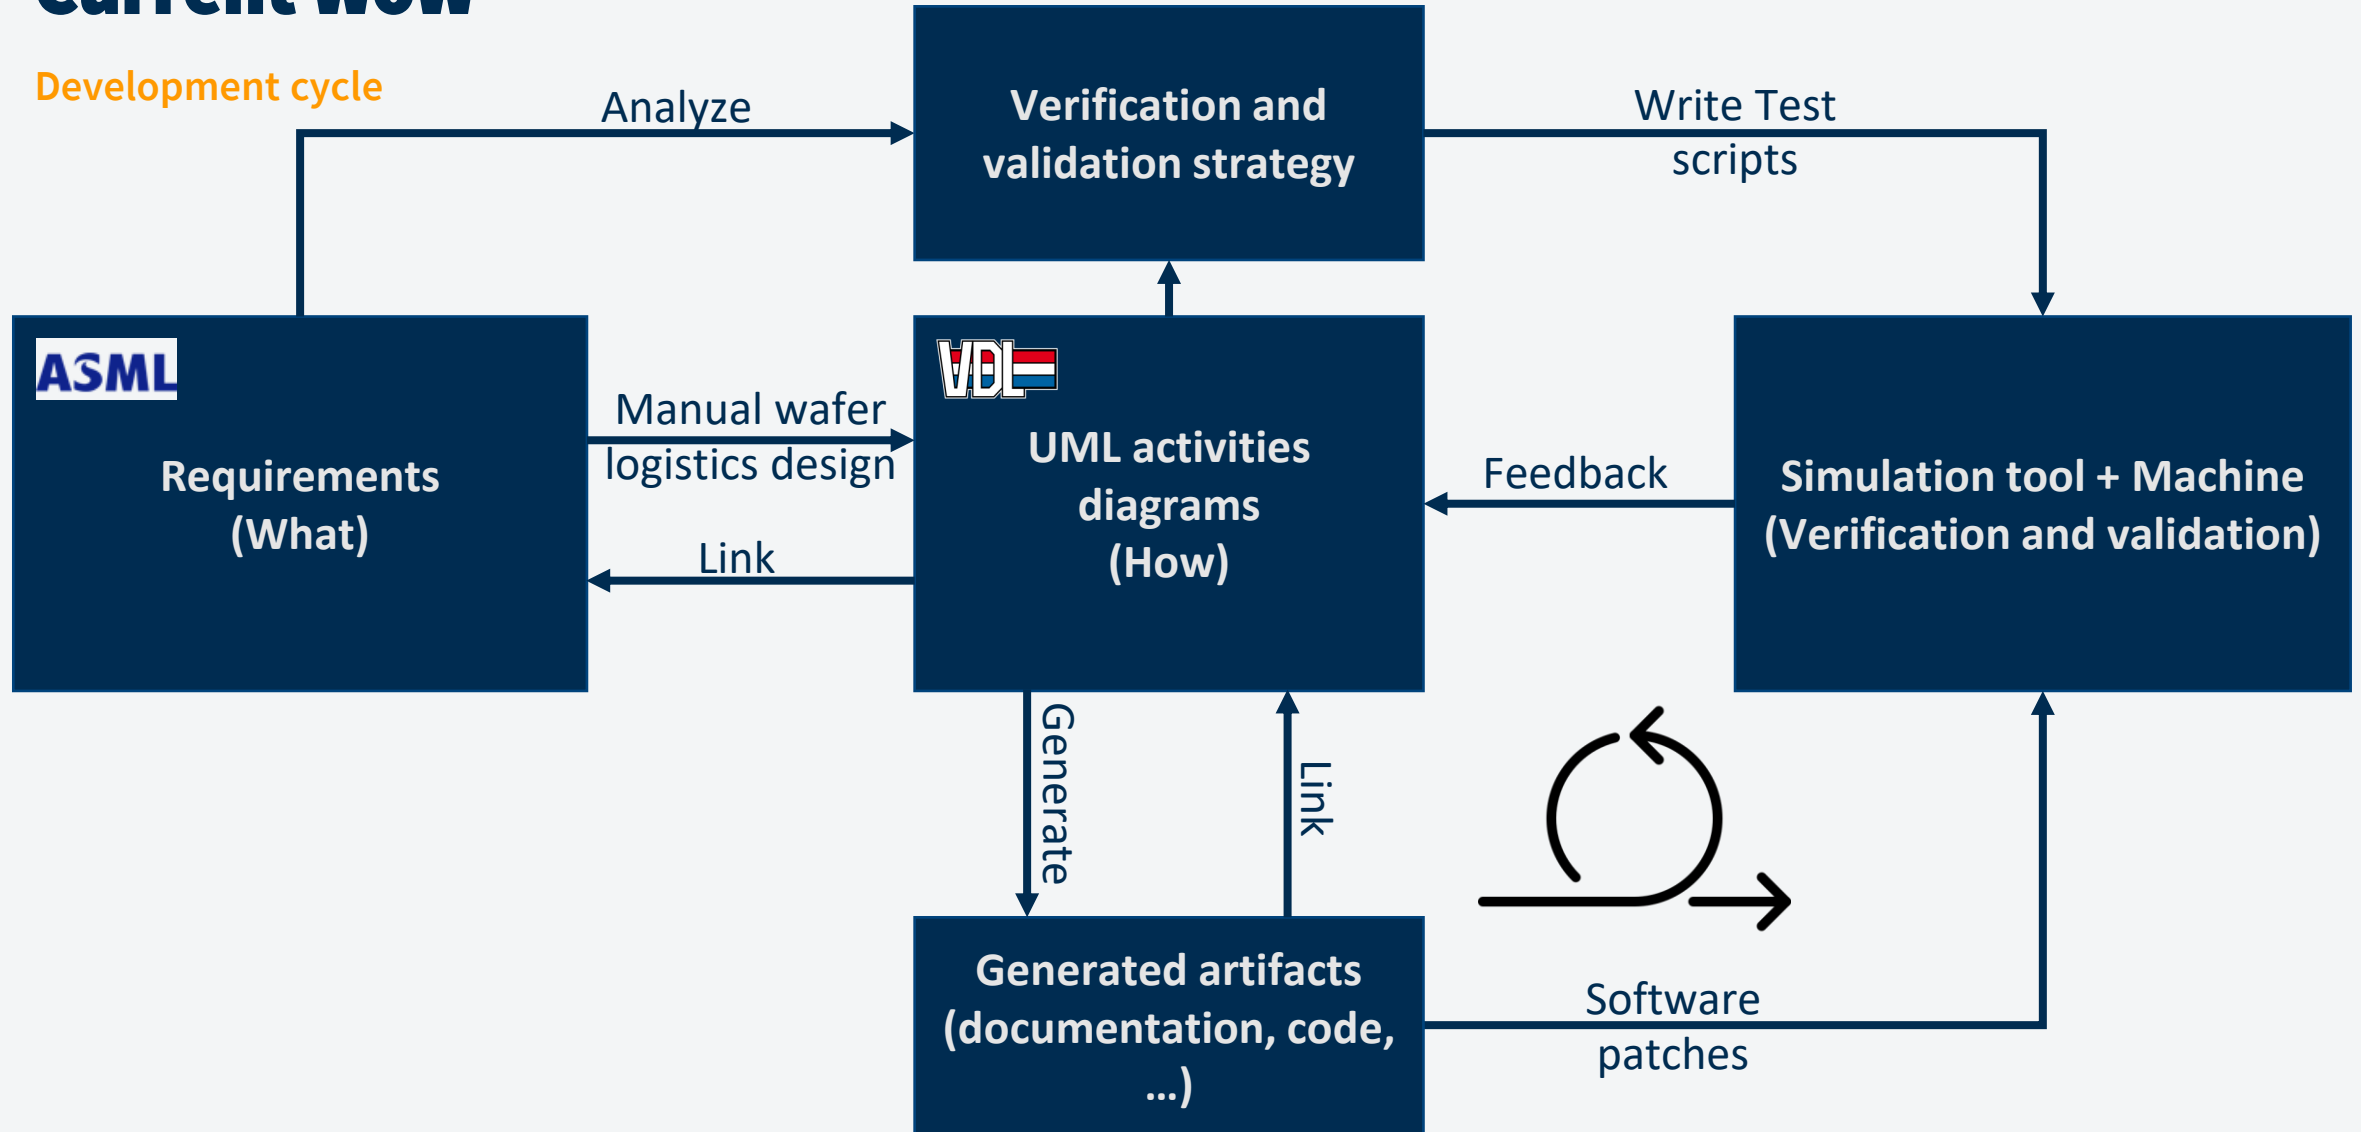 Current WoW
Development cycle
Analyze
Verification and
validation strategy
Write Test
scripts
ASML
Requirements
(What)
Manual wafer
logistics design
Link
VDL
UML activities
diagrams
(How)
Feedback
Simulation tool + Machine
(Verification and validation)
Generate
Link
Generated artifacts
(documentation, code,
...)
Software
patches